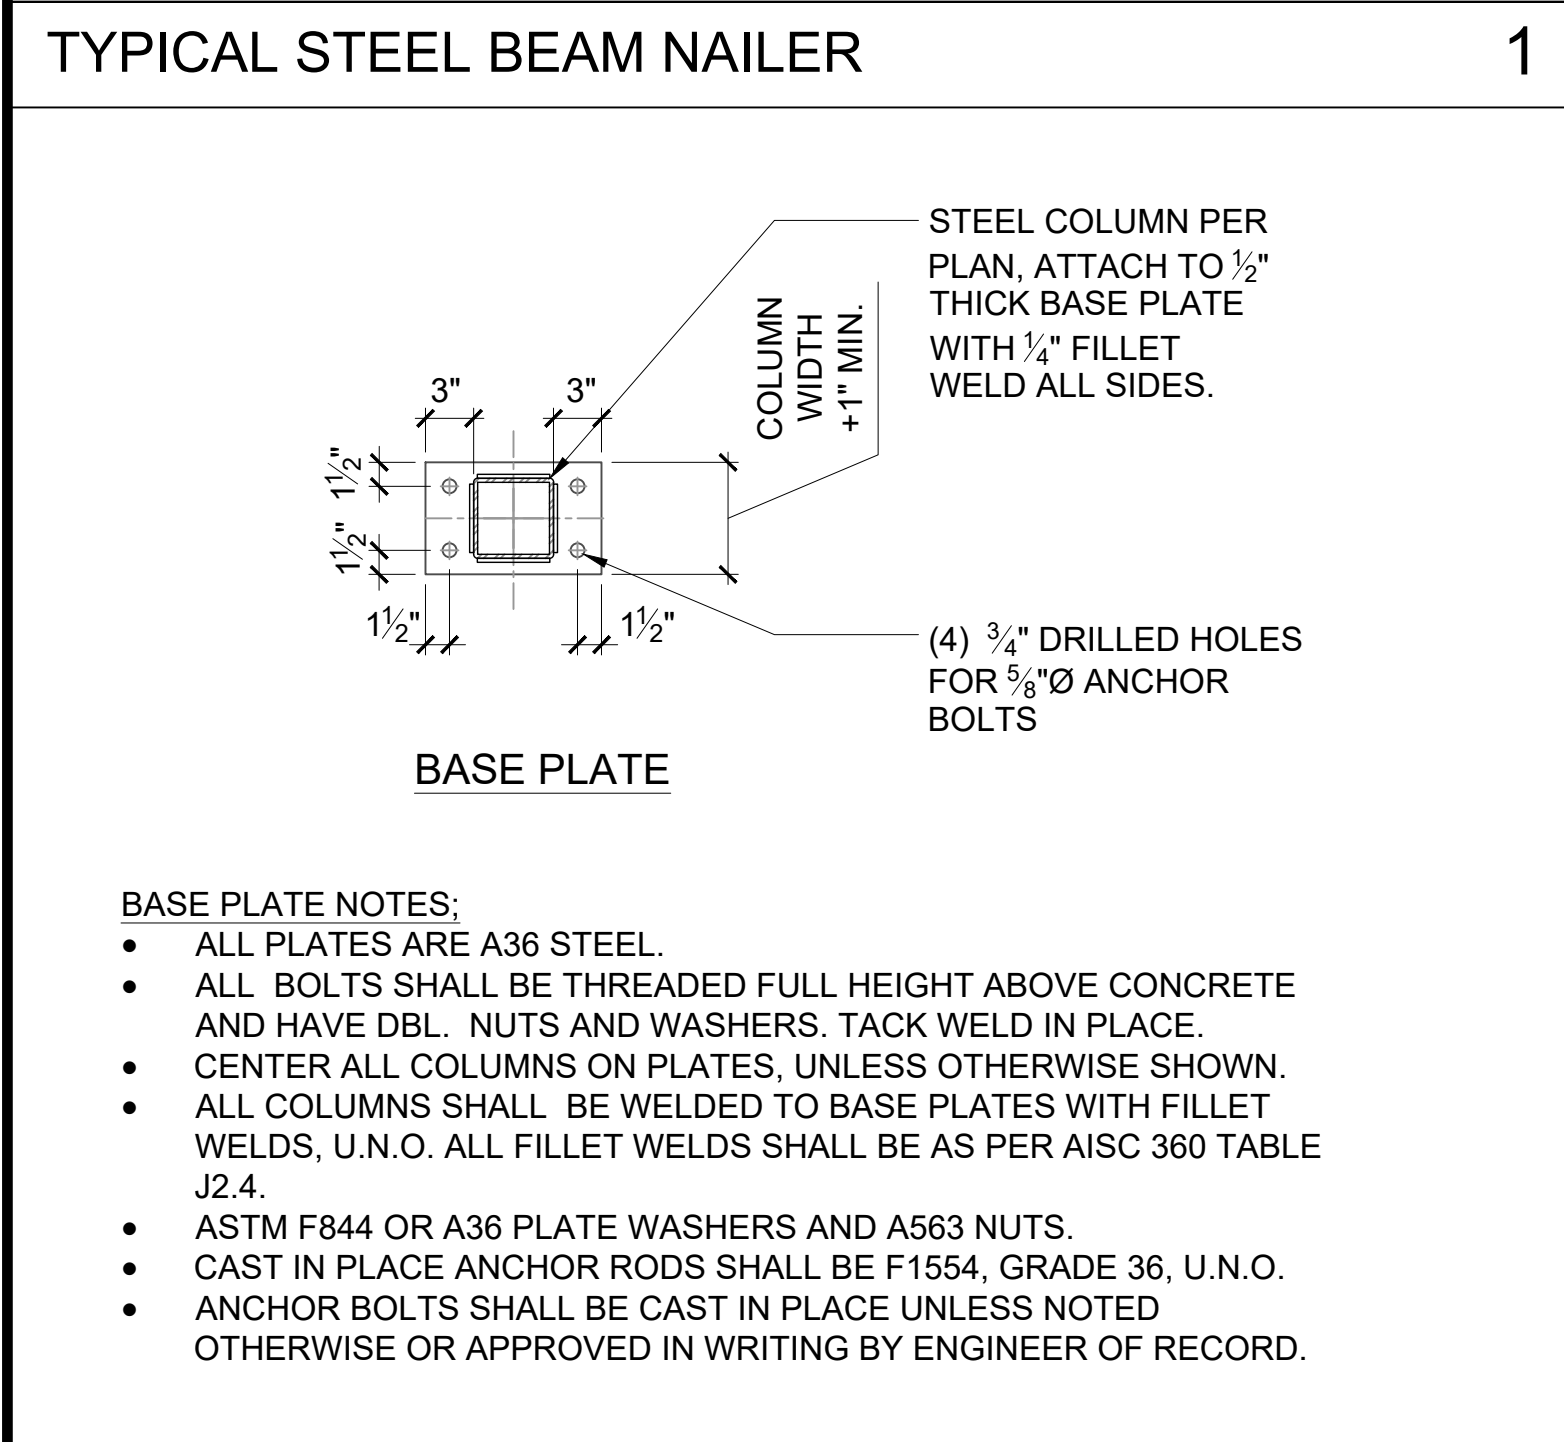 TYPICAL STEEL BEAM NAILER
1
STEEL COLUMN PER
PLAN, ATTACH TO ½"
THICK BASE PLATE
WITH ¼" FILLET
WELD ALL SIDES.
COLUMN
WIDTH
+1" MIN.
3"
3"
1½"
1½"
1½"
1½"
(4) ¾" DRILLED HOLES
FOR ⅝"Ø ANCHOR
BOLTS
BASE PLATE
BASE PLATE NOTES;
• ALL PLATES ARE A36 STEEL.
• ALL BOLTS SHALL BE THREADED FULL HEIGHT ABOVE CONCRETE
AND HAVE DBL. NUTS AND WASHERS. TACK WELD IN PLACE.
• CENTER ALL COLUMNS ON PLATES, UNLESS OTHERWISE SHOWN.
• ALL COLUMNS SHALL BE WELDED TO BASE PLATES WITH FILLET
WELDS, U.N.O. ALL FILLET WELDS SHALL BE AS PER AISC 360 TABLE
J2.4.
• ASTM F844 OR A36 PLATE WASHERS AND A563 NUTS.
• CAST IN PLACE ANCHOR RODS SHALL BE F1554, GRADE 36, U.N.O.
• ANCHOR BOLTS SHALL BE CAST IN PLACE UNLESS NOTED
OTHERWISE OR APPROVED IN WRITING BY ENGINEER OF RECORD.